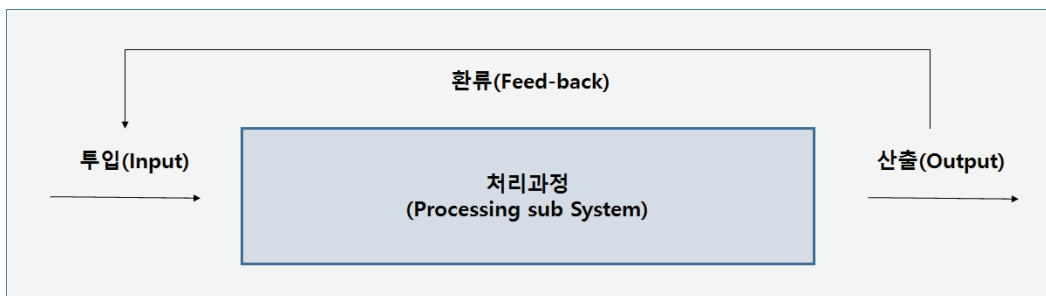 환류(Feed-back)
투입(Input)
처리과정
(Processing sub System)
산출(Output)